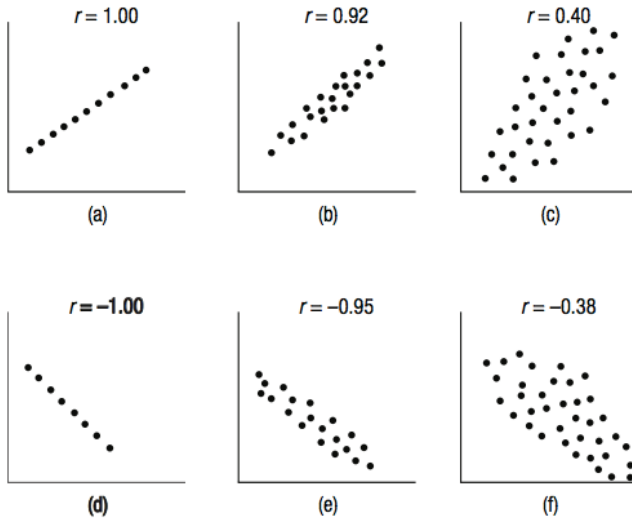 r = 1.00
r = 0.92
r = 0.40
(a)
(b)
(c)
r = –1.00
r = –0.95
r = –0.38
(d)
(e)
(f)